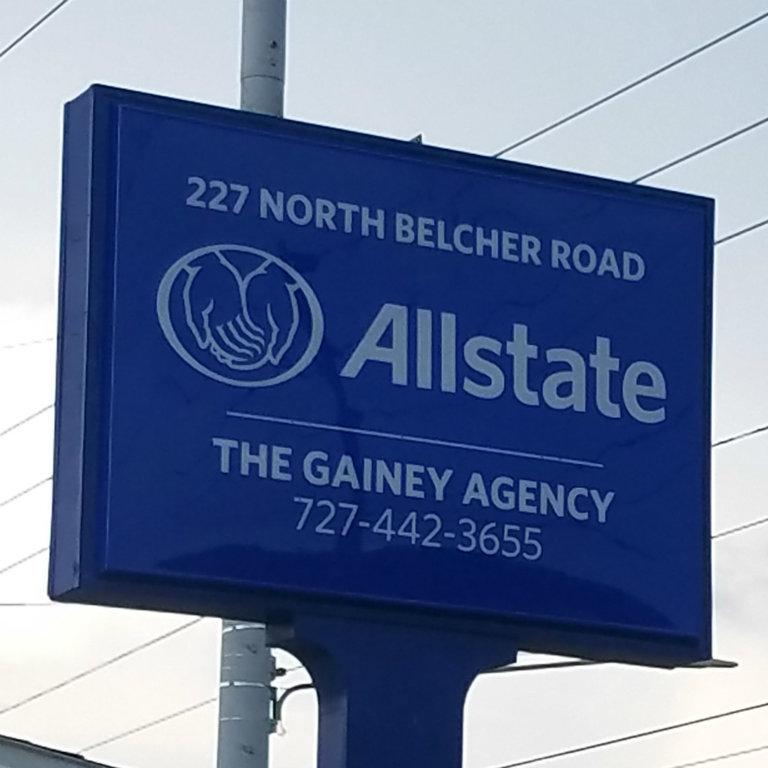 227 NORTH BELCHER ROAD
Allstate
THE GAINEY AGENCY
727-442-3655